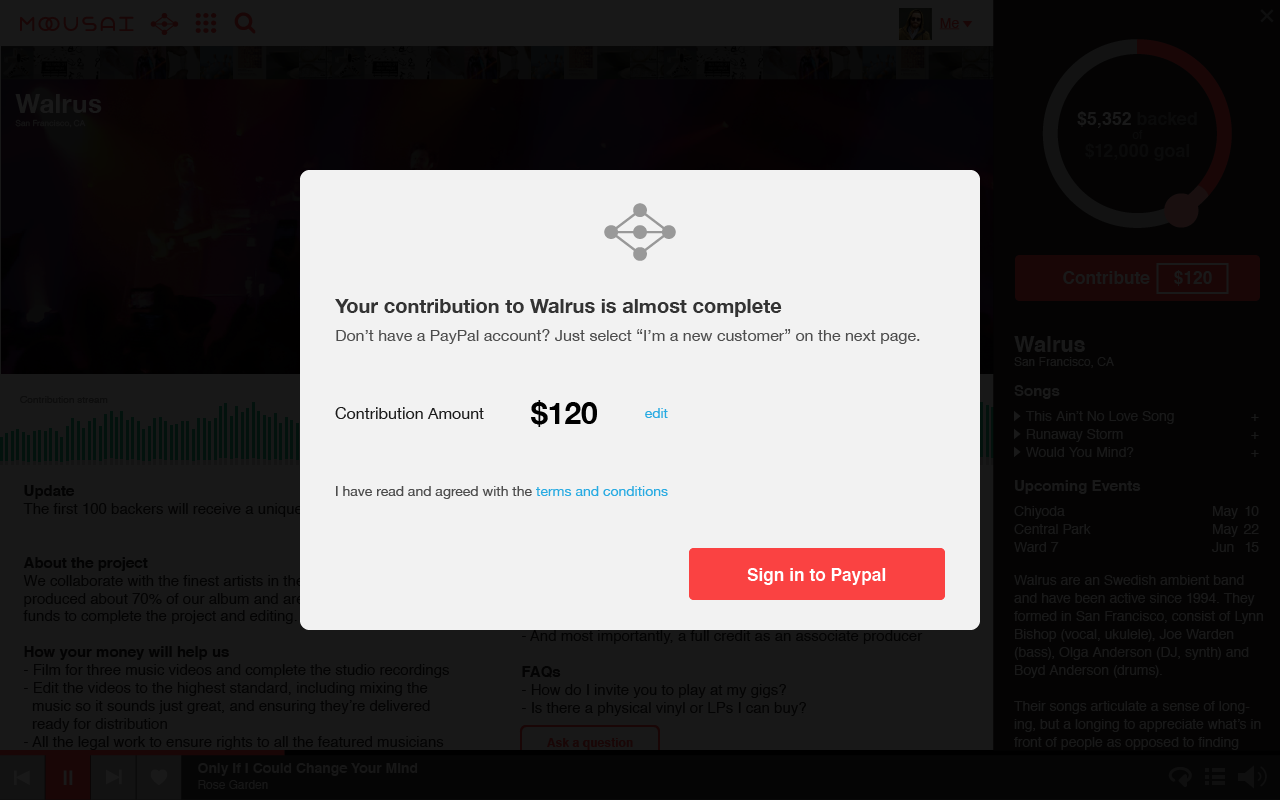 MOUSAI
Me
Walrus
San Francisco, CA
$5,352 backed
of
$12,000 goal
Contribute $120
Your contribution to Walrus is almost complete
Don’t have a PayPal account? Just select “I’m a new customer” on the next page.
Contribution Amount $120 edit
I have read and agreed with the terms and conditions
Sign in to Paypal
Contribution stream
Update
The first 100 backers will receive a unique
About the project
We collaborate with the finest artists in the
produced about 70% of our album and are
funds to complete the project and editing.
How your money will help us
- Film for three music videos and complete the studio recordings
- Edit the videos to the highest standard, including mixing the
music so it sounds just great, and ensuring they’re delivered
ready for distribution
- All the legal work to ensure rights to all the featured musicians
- And most importantly, a full credit as an associate producer
FAQs
- How do I invite you to play at my gigs?
- Is there a physical vinyl or LPs I can buy?
Ask a question
Walrus
San Francisco, CA
Songs
This Ain’t No Love Song +
Runaway Storm +
Would You Mind? +
Upcoming Events
Chiyoda May 10
Central Park May 22
Ward 7 Jun 15
Walrus are an Swedish ambient band
and have been active since 1994. They
formed in San Francisco, consist of Lynn
Bishop (vocal, ukulele), Joe Warden
(bass), Olga Anderson (DJ, synth) and
Boyd Anderson (drums).
Their songs articulate a sense of long-
ing, but a longing to appreciate what’s in
front of people as opposed to finding
Only If I Could Change Your Mind
Rose Garden